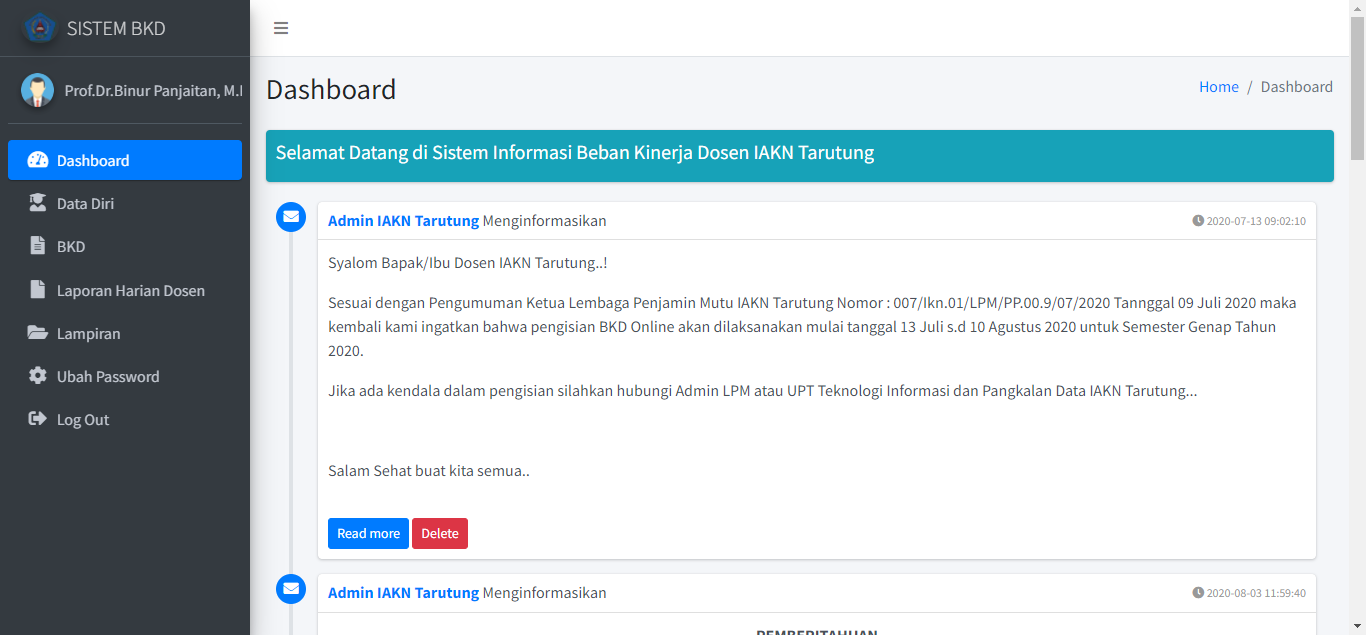 SISTEM BKD
Prof.Dr.Binur Panjaitan, M.
Dashboard
Data Diri
BKD
Laporan Harian Dosen
Lampiran
Ubah Password
Log Out
Dashboard
Home / Dashboard
Selamat Datang di Sistem Informasi Beban Kinerja Dosen IAKN Tarutung
Admin IAKN Tarutung Menginformasikan
2020-07-13 09:02:10
Syalom Bapak/Ibu Dosen IAKN Tarutung..!
Sesuai dengan Pengumuman Ketua Lembaga Penjamin Mutu IAKN Tarutung Nomor : 007/Ikn.01/LPM/PP.00.9/07/2020 Tannggal 09 Juli 2020 maka
kembali kami ingatkan bahwa pengisian BKD Online akan dilaksanakan mulai tanggal 13 Juli s.d 10 Agustus 2020 untuk Semester Genap Tahun
2020.
Jika ada kendala dalam pengisian silahkan hubungi Admin LPM atau UPT Teknologi Informasi dan Pangkalan Data IAKN Tarutung...
Salam Sehat buat kita semua..
Read more Delete
Admin IAKN Tarutung Menginformasikan
2020-08-03 11:59:40
PEMBERITAHUAN